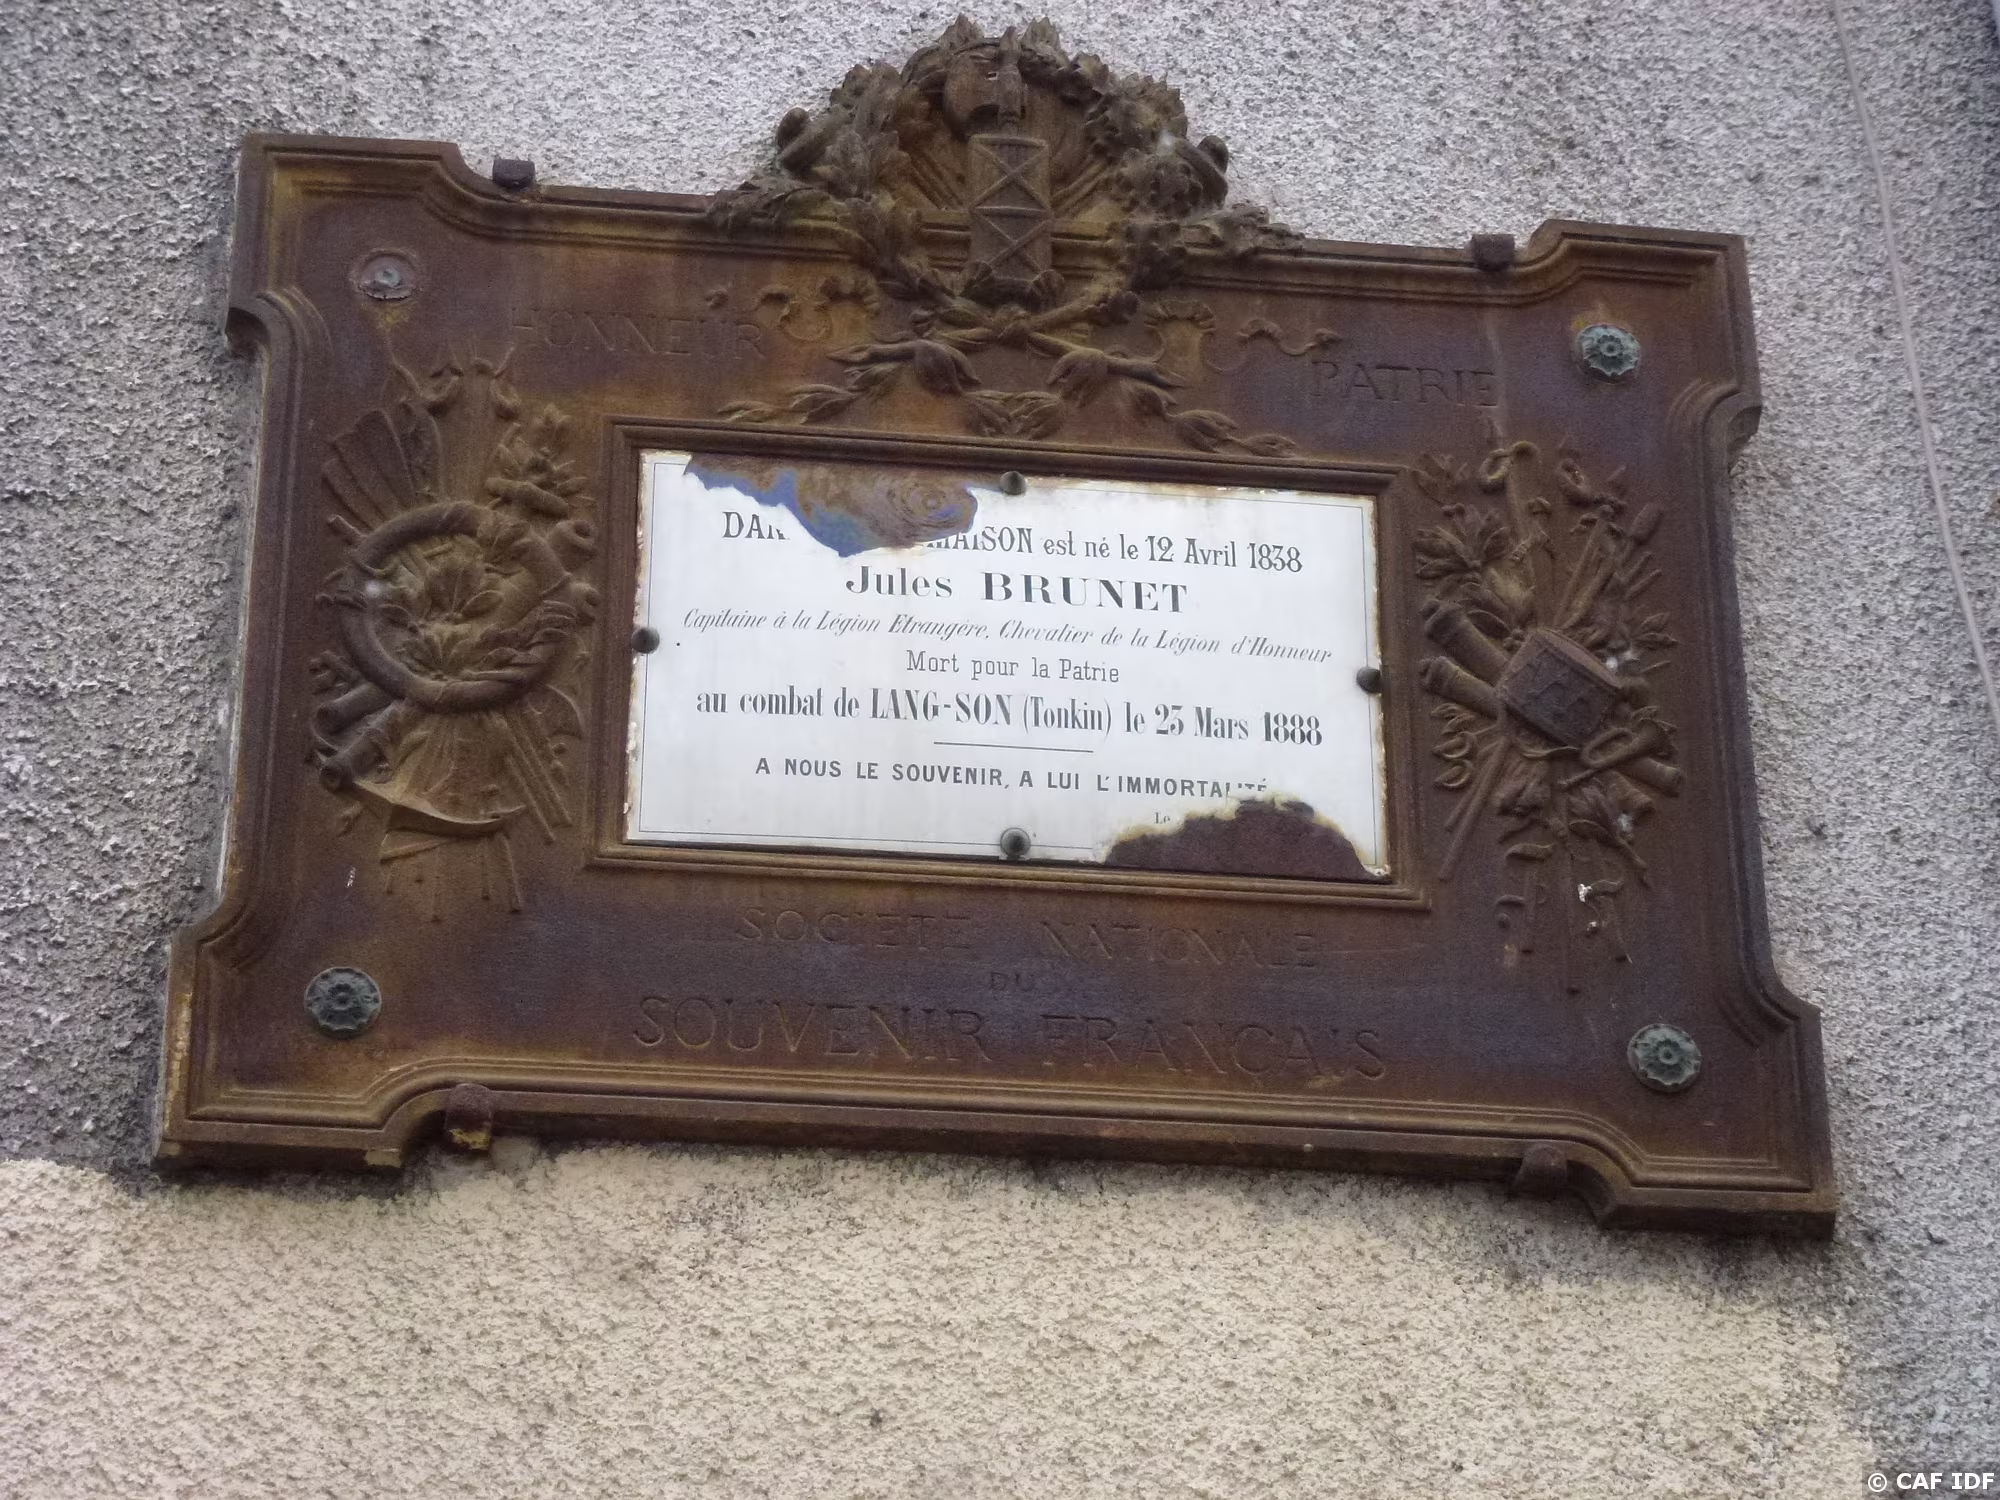 HONNEUR PATRIE
MAISON est né le 12 Avril 1838
Jules BRUNET
Capitaine à la Légion Etrangère, Chevalier de la Légion d'Honneur
Mort pour la Patrie
au combat de LANG-SON (Tonkin) le 23 Mars 1888
A NOUS LE SOUVENIR, A LUI L'IMMORTALITÉ
Le
SOCIETE NATIONALE
DU
SOUVENIR FRANCAIS
© CAF IDF